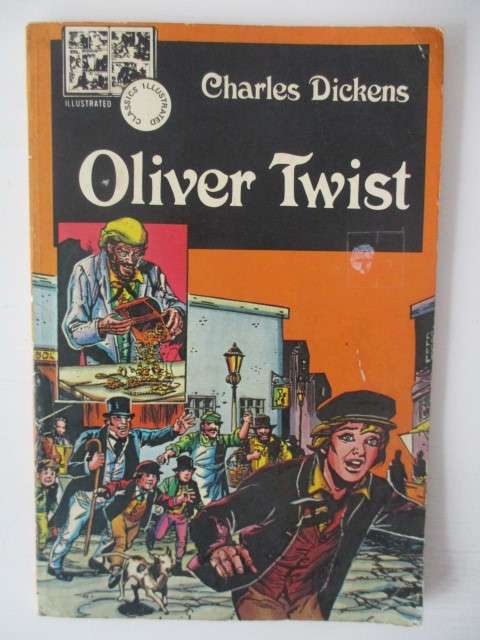 ILLUSTRATED
CLASSICS ILLUSTRATED
Charles Dickens
Oliver Twist